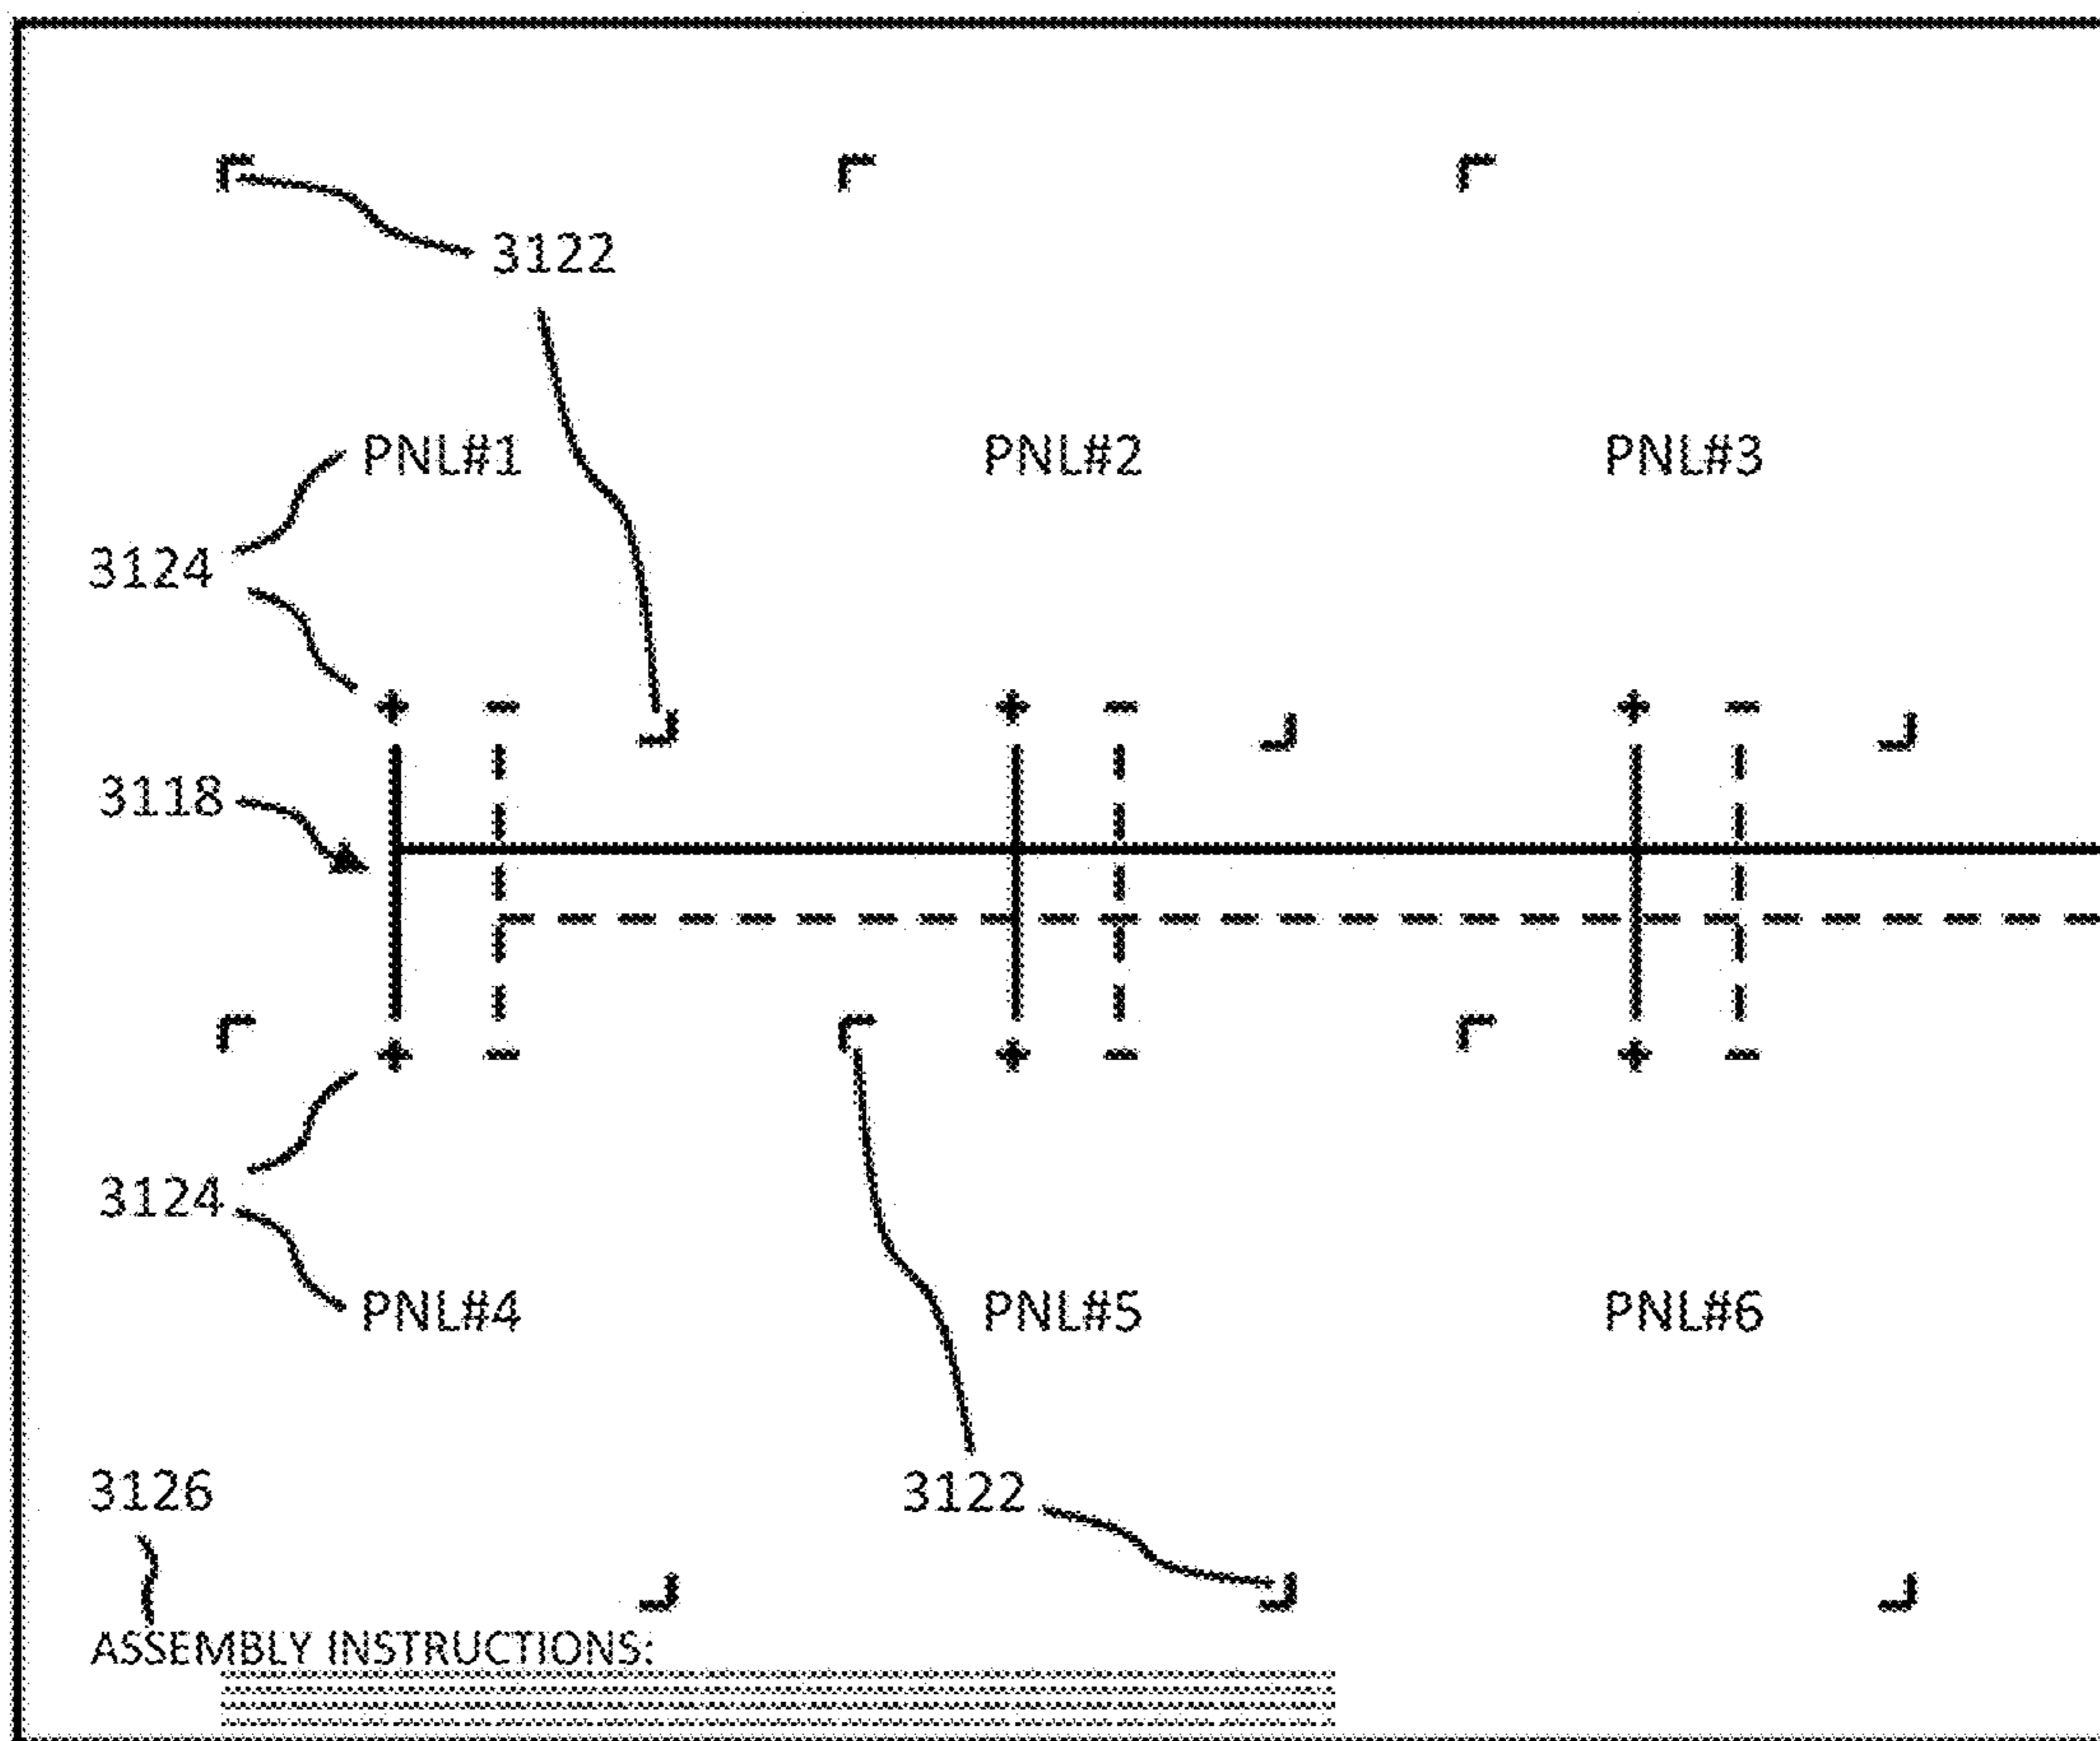 3122
PNL#1 PNL#2 PNL#3
3124
+ - + - + -
3118
+ - + - + -
3124
PNL#4 PNL#5 PNL#6
3126 3122
ASSEMBLY INSTRUCTIONS: